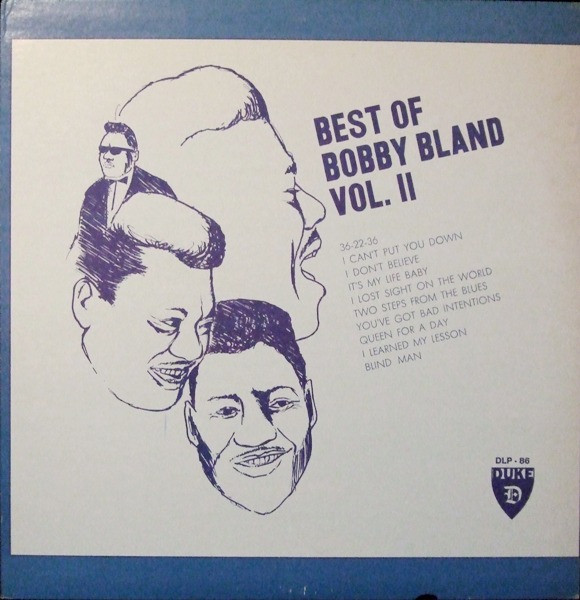 BEST OF
BOBBY BLAND
VOL. II
36-22-36
I CAN'T PUT YOU DOWN
I DON'T BELIEVE
IT'S MY LIFE BABY
I LOST SIGHT ON THE WORLD
TWO STEPS FROM THE BLUES
YOU'VE GOT BAD INTENTIONS
QUEEN FOR A DAY
I LEARNED MY LESSON
BLIND MAN
DLP - 86
DUKE
D